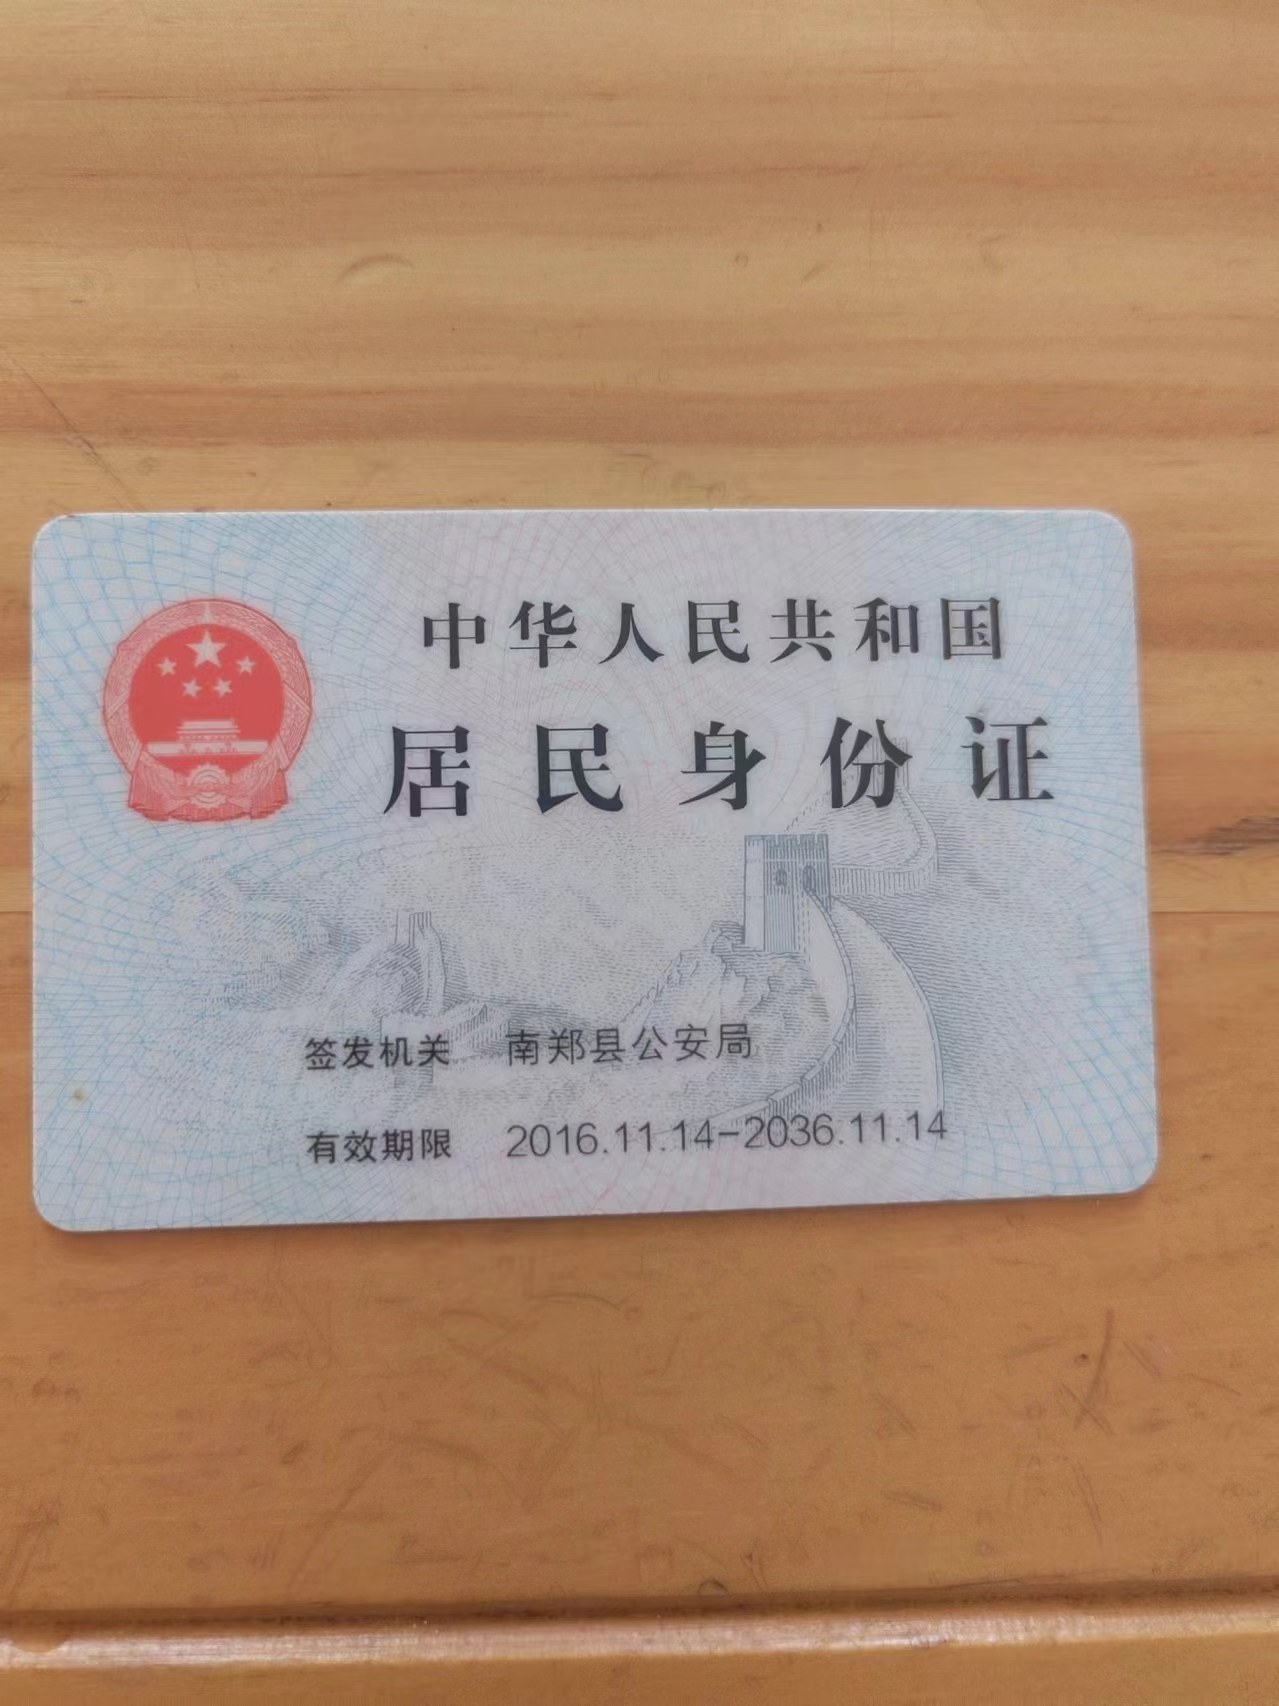 中华人民共和国
居民身份证
签发机关 南郑县公安局
有效期限 2016.11.14-2036.11.14